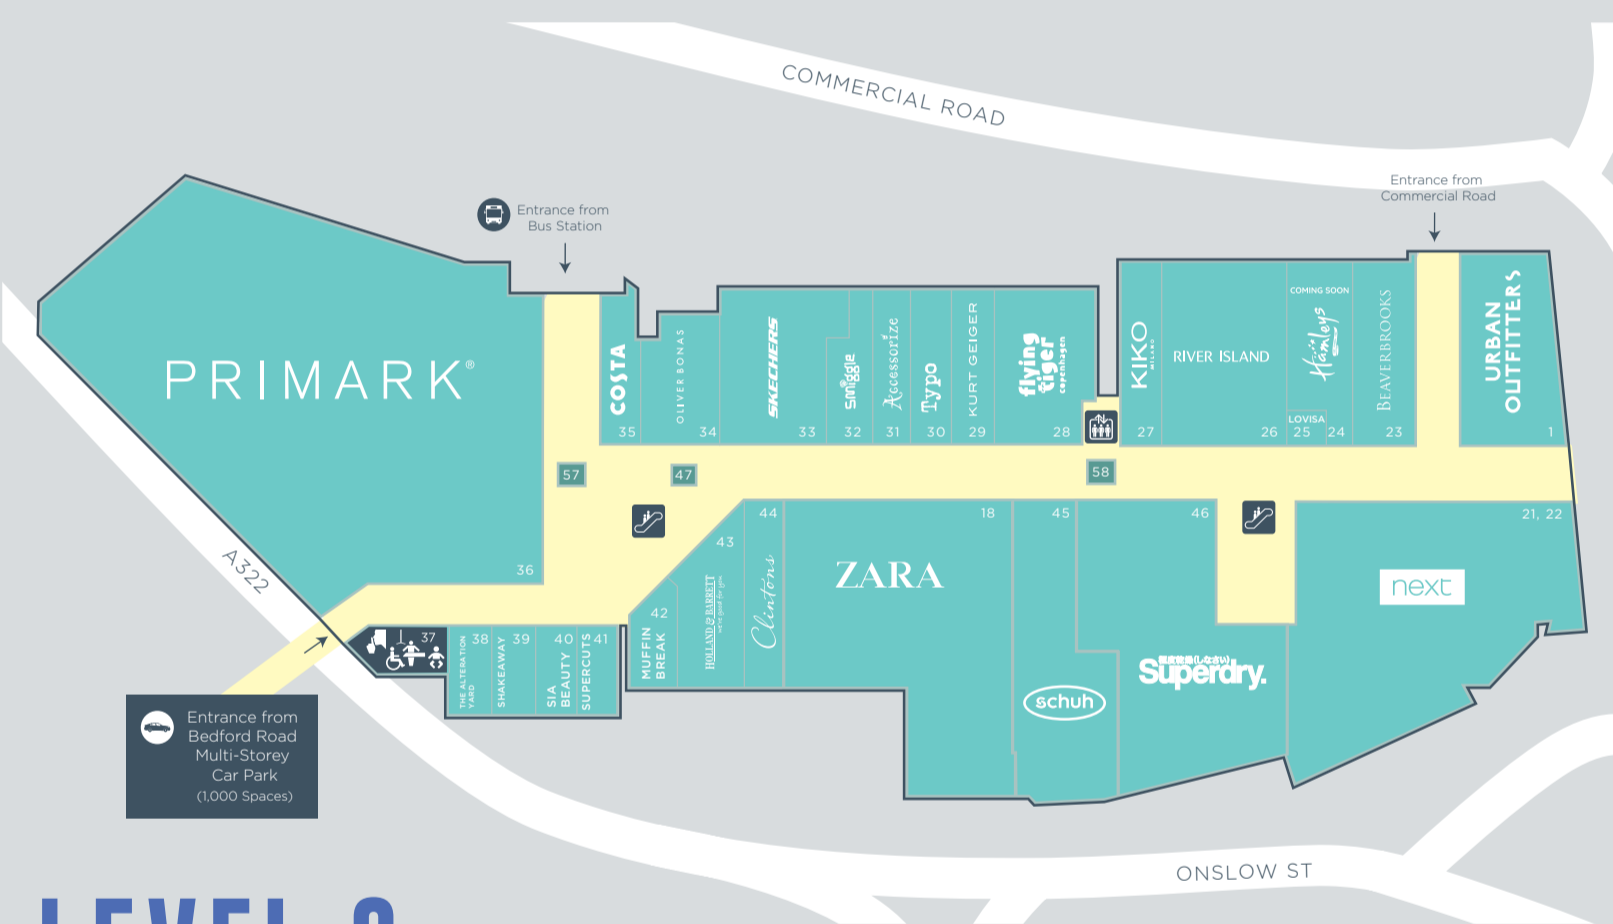 COMMERCIAL ROAD
Entrance from
Commercial Road
Entrance from
Bus Station
PRIMARK®
36
COSTA
35
OLIVER BONAS
34
SKECHERS
33
smiggle
32
Accessorize
31
Typo
30
KURT GEIGER
29
flying
tiger
copenhagen
28
KIKO
MILANO
27
RIVER ISLAND
26
COMING SOON
Hamleys
LOVISA
25
24
BEAVERBROOKS
23
URBAN
OUTFITTERS
1
57
47
58
A322
37
THE ALTERATION
YARD
38
SHAKEAWAY
39
SIA
BEAUTY
40
SUPERCUTS
41
MUFFIN
BREAK
42
HOLLAND & BARRETT
43
Clintons
44
ZARA
18
schuh
45
Superdry.
46
next
21, 22
Entrance from
Bedford Road
Multi-Storey
Car Park
(1,000 Spaces)
ONSLOW ST
LEVEL